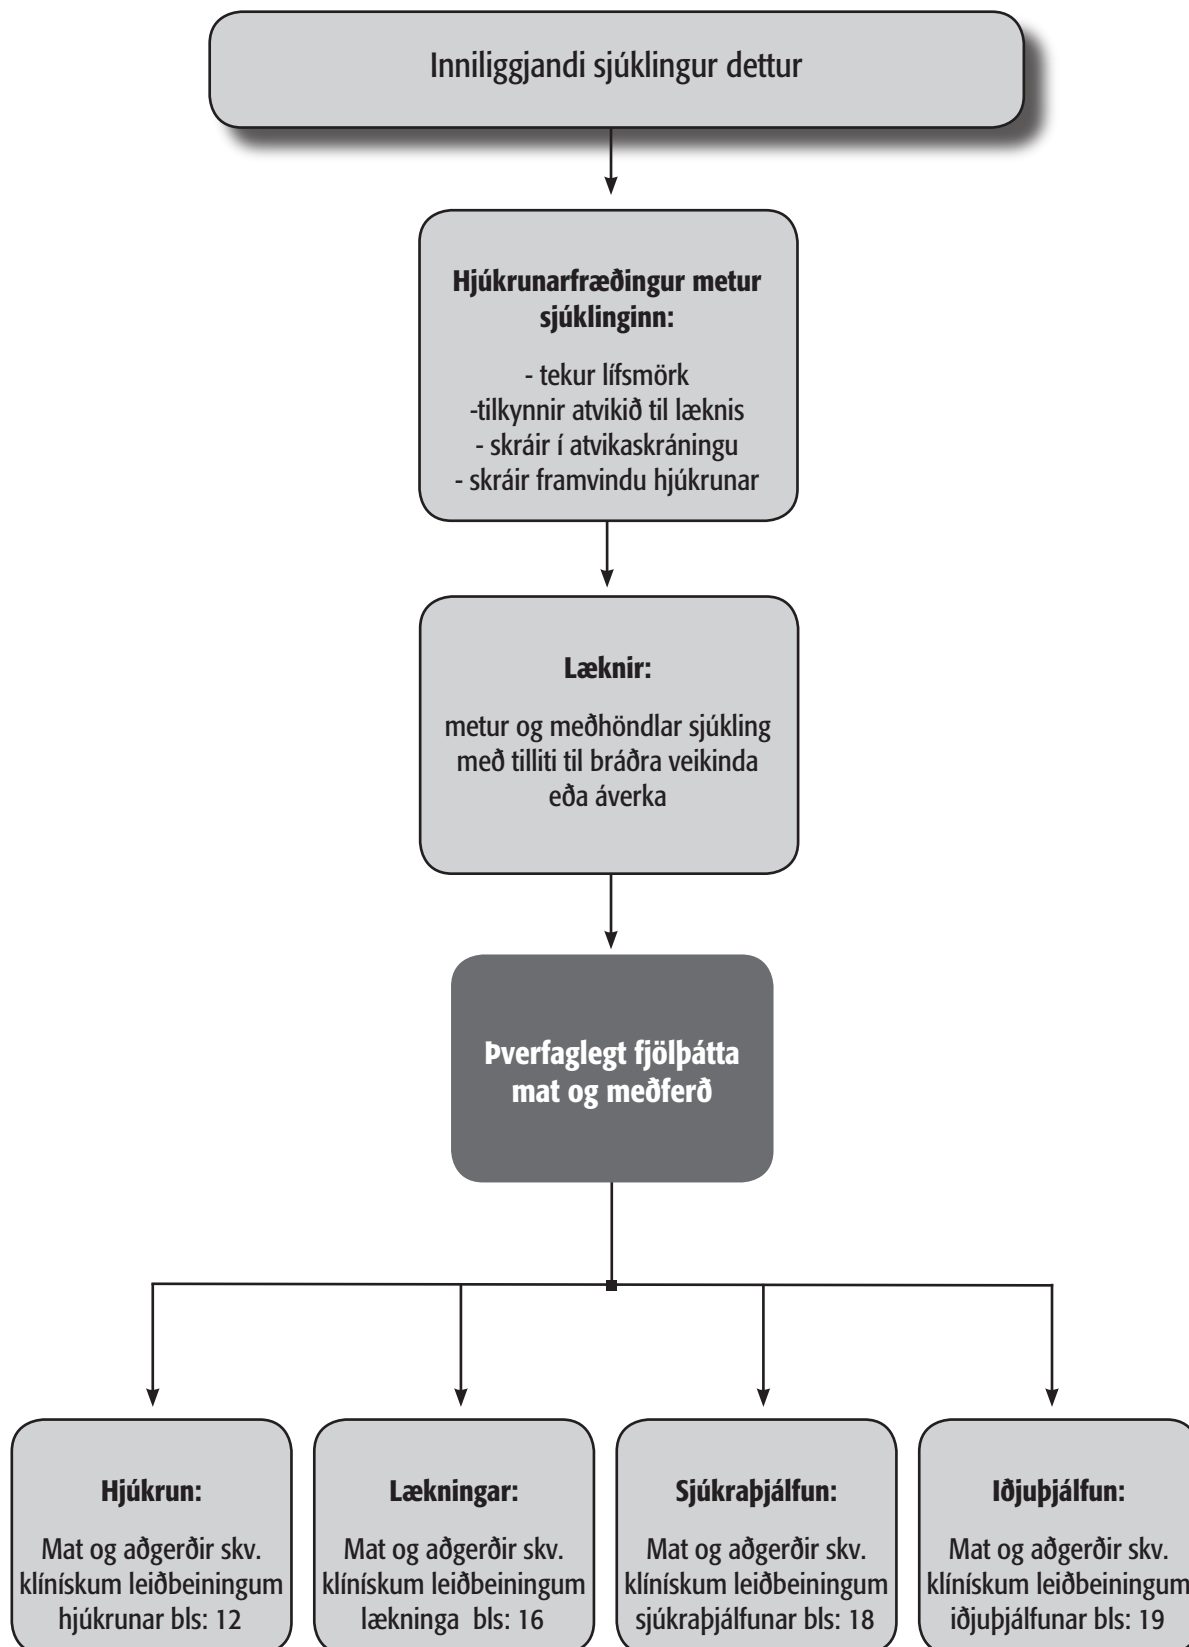 Inniliggjandi sjúklingur dettur
Hjúkrunarfræðingur metur
sjúklinginn:
- tekur lífsmörk
-tilkynnir atvikið til læknis
- skráir í atvikaskráningu
- skráir framvindu hjúkrunar
Læknir:
metur og meðhöndlar sjúkling
með tilliti til bráðra veikinda
eða áverka
Þverfaglegt fjölþátta
mat og meðferð
Hjúkrun:
Mat og aðgerðir skv.
klínískum leiðbeiningum
hjúkrunar bls: 12
Lækningar:
Mat og aðgerðir skv.
klínískum leiðbeiningum
lækninga  bls: 16
Sjúkraþjálfun:
Mat og aðgerðir skv.
klínískum leiðbeiningum
sjúkraþjálfunar bls: 18
Iðjuþjálfun:
Mat og aðgerðir skv.
klínískum leiðbeiningum
iðjuþjálfunar bls: 19